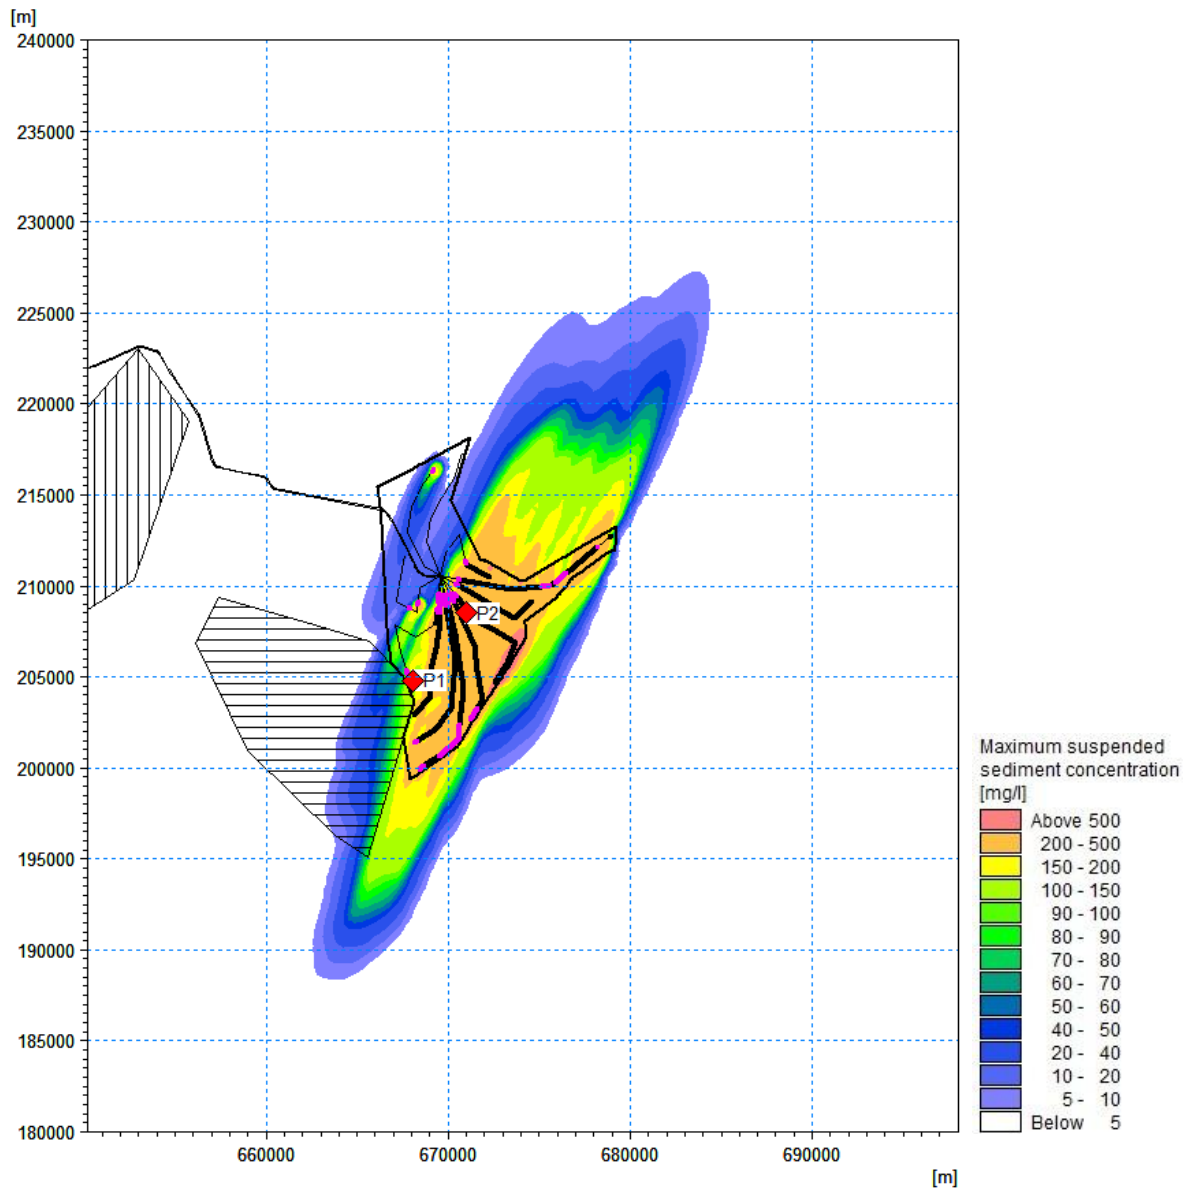 [m]
240000
235000
230000
225000
220000
215000
210000
205000
200000
195000
190000
185000
180000
660000
670000
680000
690000
[m]
P2
P1
Maximum suspended
sediment concentration
[mg/l]
Above 500
200 - 500
150 - 200
100 - 150
90 - 100
80 - 90
70 - 80
60 - 70
50 - 60
40 - 50
20 - 40
10 - 20
5 - 10
Below 5